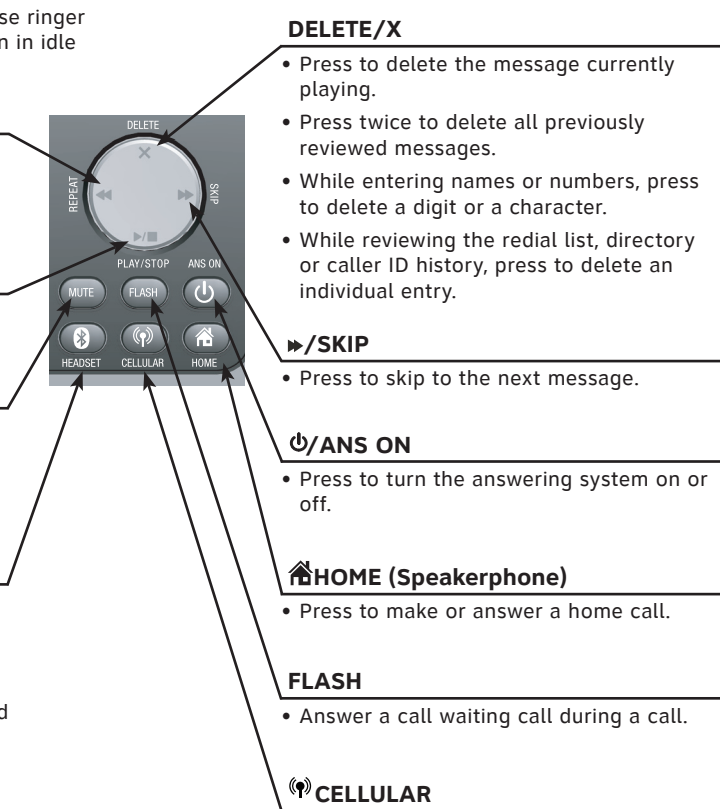 se ringer
n in idle
DELETE
REPEAT
SKIP
PLAY/STOP
ANS ON
MUTE
FLASH
HEADSET
CELLULAR
HOME
d
DELETE/X
• Press to delete the message currently
playing.
• Press twice to delete all previously
reviewed messages.
• While entering names or numbers, press
to delete a digit or a character.
• While reviewing the redial list, directory
or caller ID history, press to delete an
individual entry.
/SKIP
• Press to skip to the next message.
/ANS ON
• Press to turn the answering system on or
off.
HOME (Speakerphone)
• Press to make or answer a home call.
FLASH
• Answer a call waiting call during a call.
CELLULAR